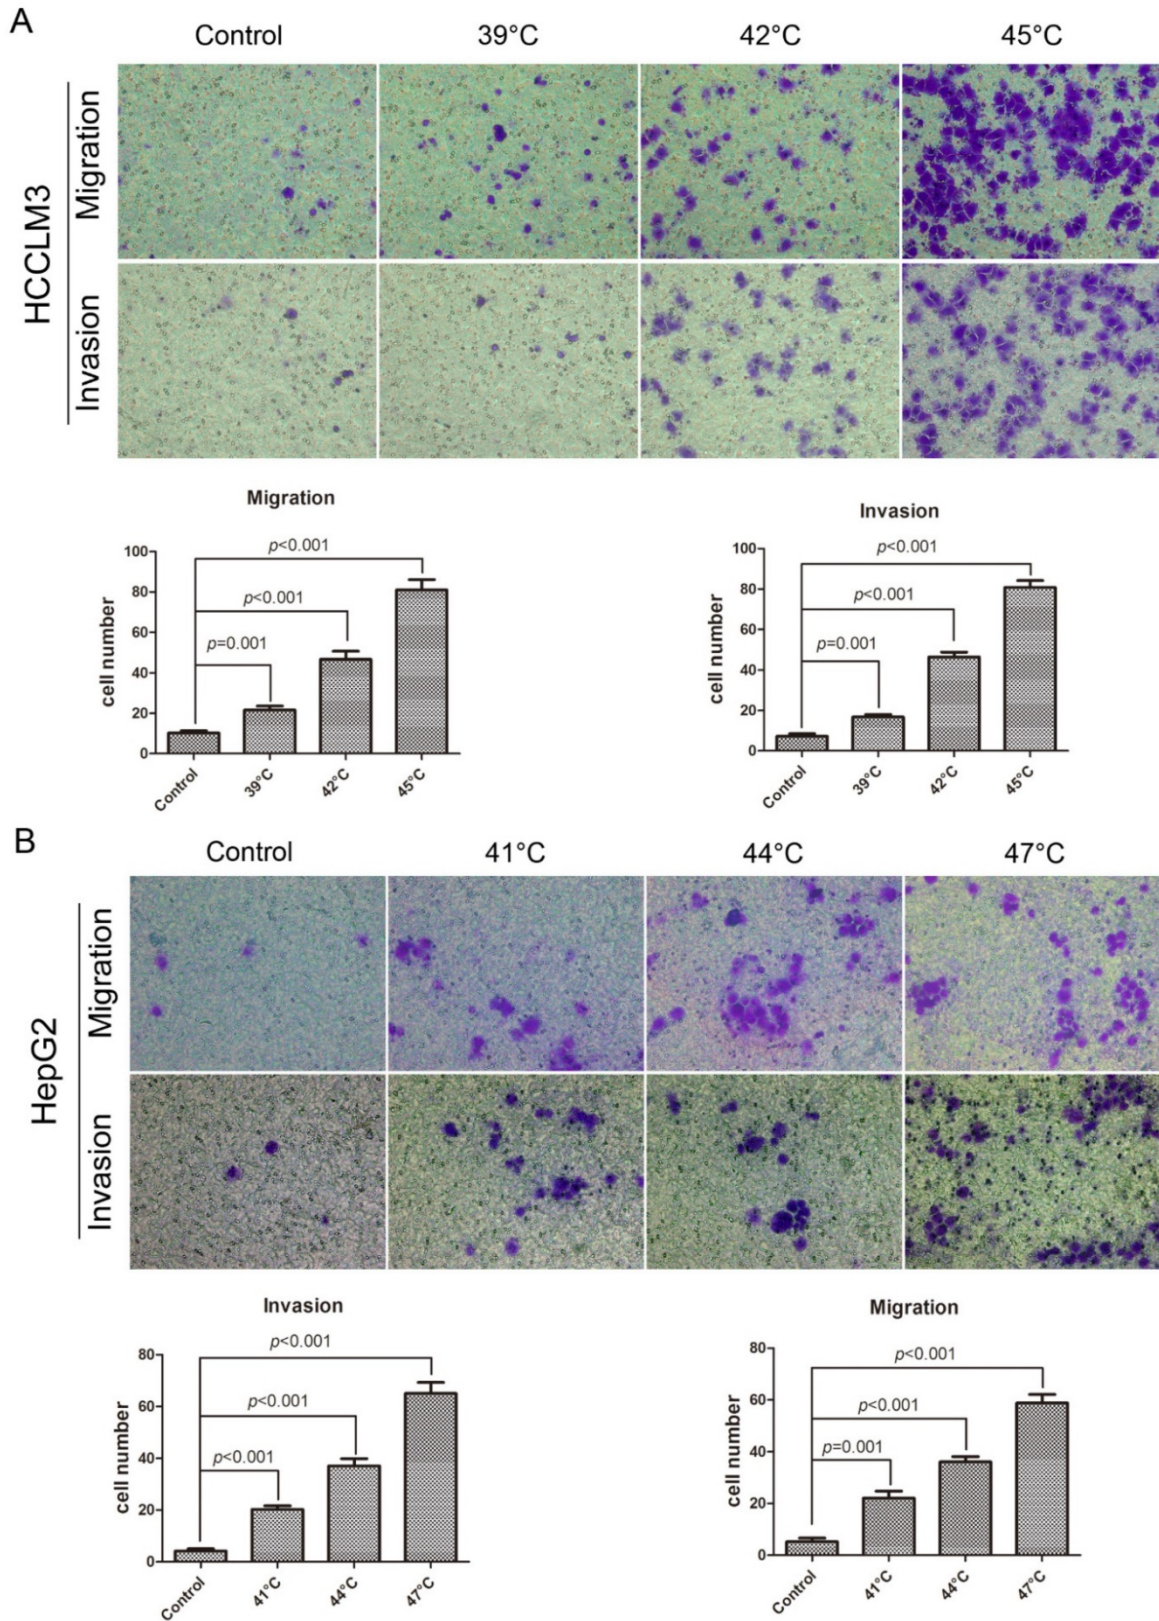 A
Control 39°C 42°C 45°C
HCCLM3
Migration
Invasion
Migration
cell number
100
80
60
40
20
0
p<0.001
p<0.001
p=0.001
Control 39°C 42°C 45°C
Invasion
cell number
100
80
60
40
20
0
p<0.001
p<0.001
p=0.001
Control 39°C 42°C 45°C
B
Control 41°C 44°C 47°C
HepG2
Migration
Invasion
Invasion
cell number
80
60
40
20
0
p<0.001
p<0.001
p<0.001
Control 41°C 44°C 47°C
Migration
cell number
80
60
40
20
0
p<0.001
p<0.001
p=0.001
Control 41°C 44°C 47°C